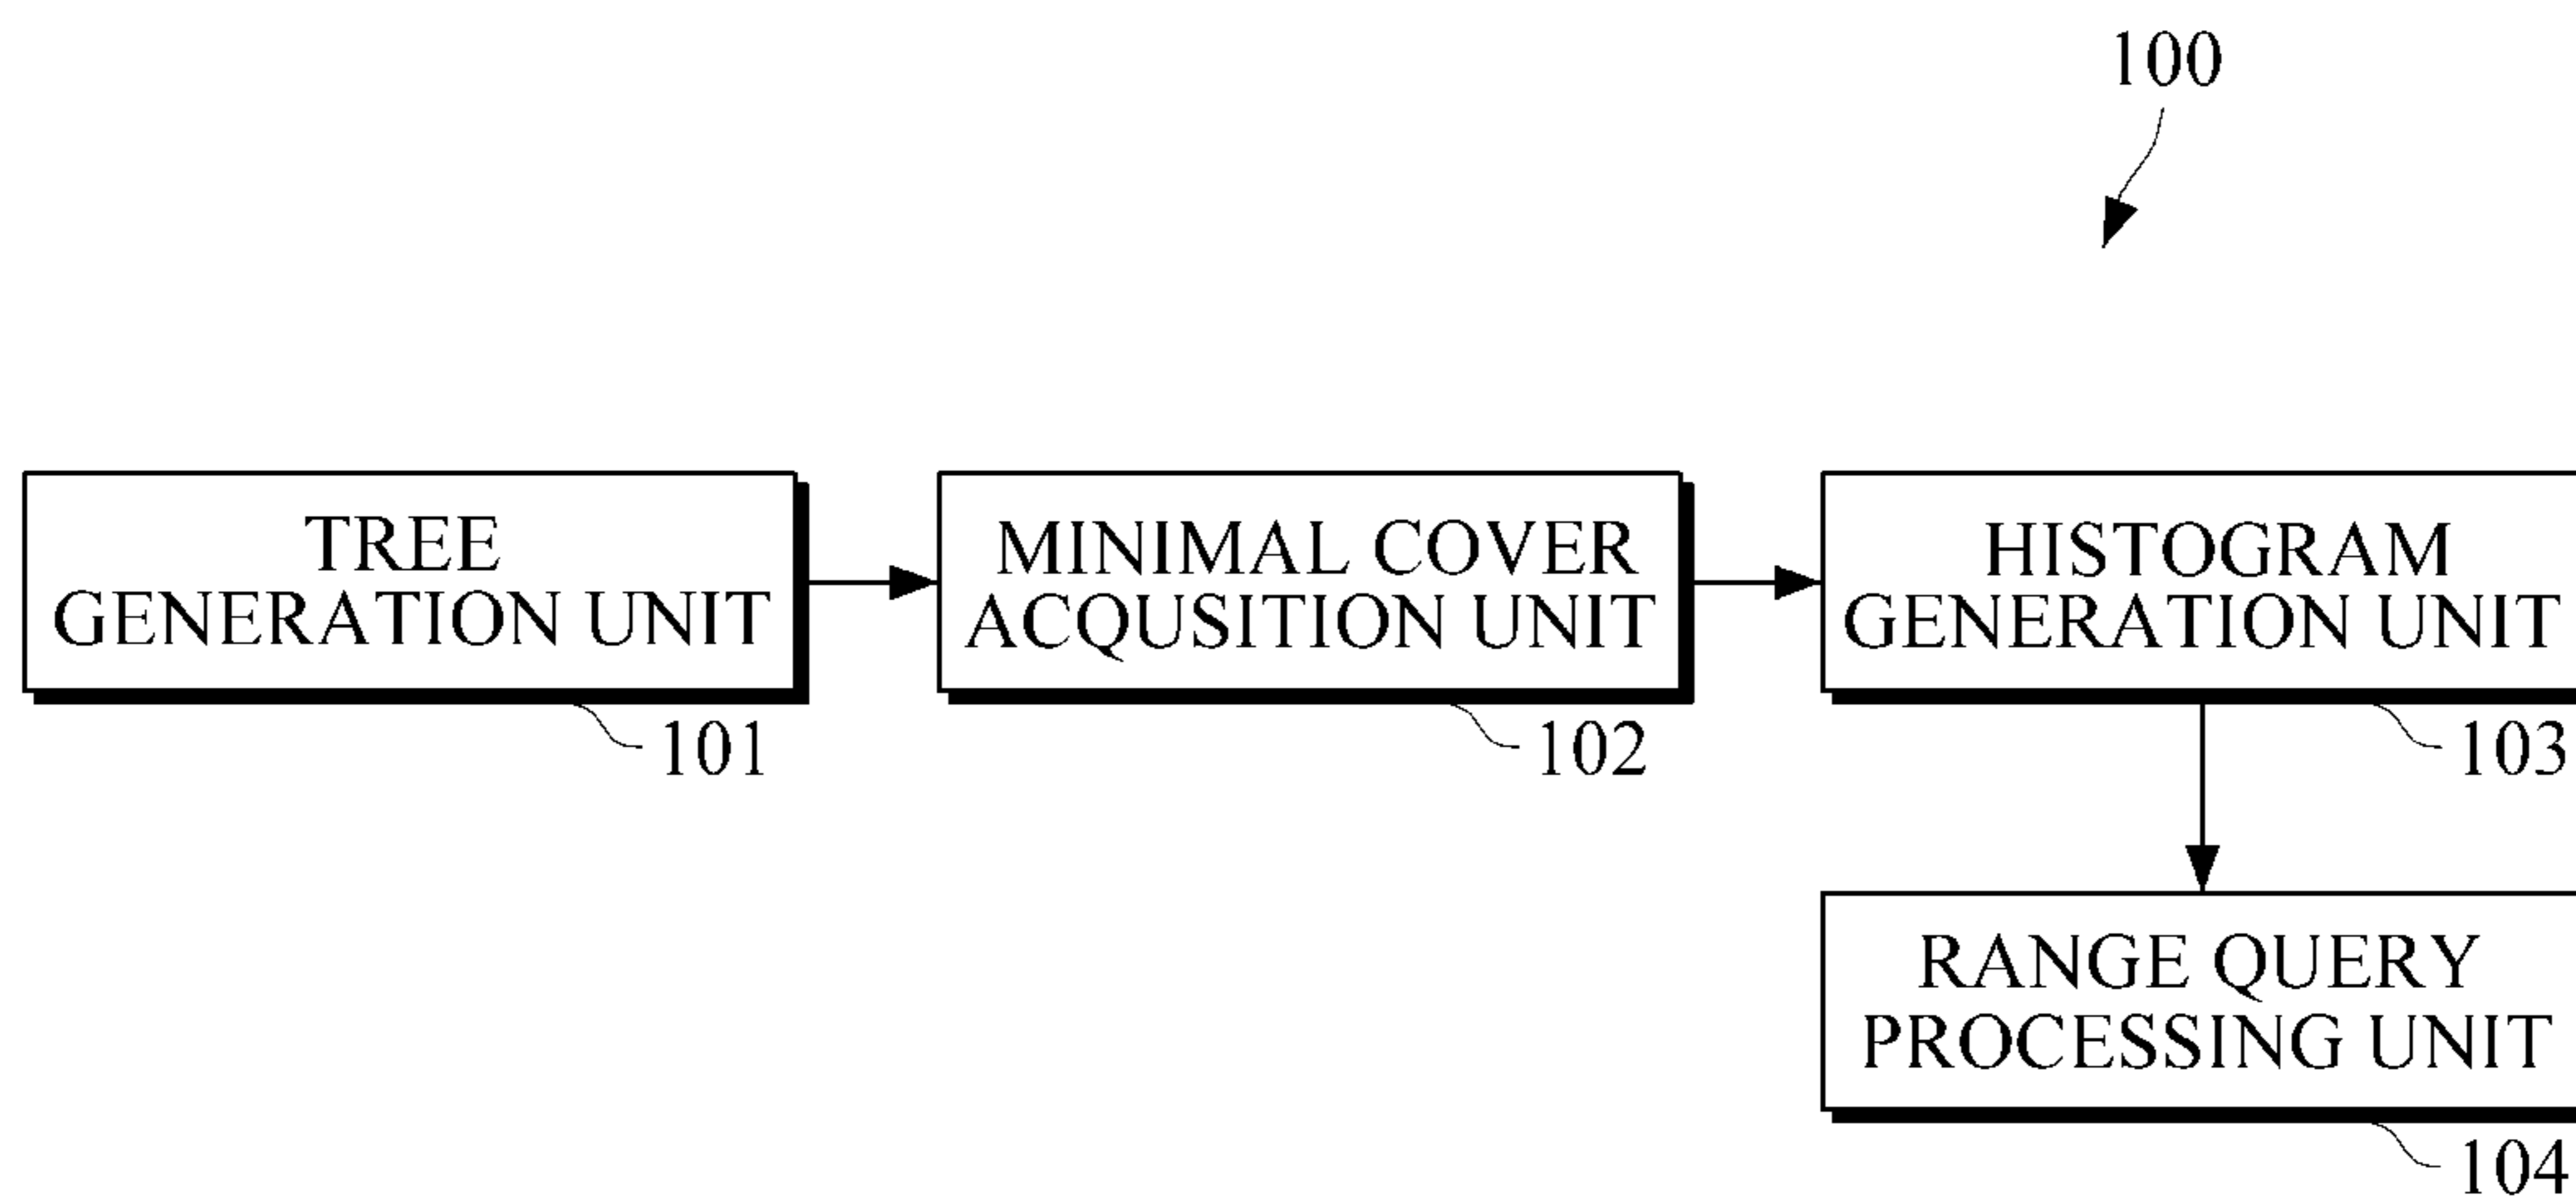 100
TREE
GENERATION UNIT
101
MINIMAL COVER
ACQUSITION UNIT
102
HISTOGRAM
GENERATION UNIT
103
RANGE QUERY
PROCESSING UNIT
104